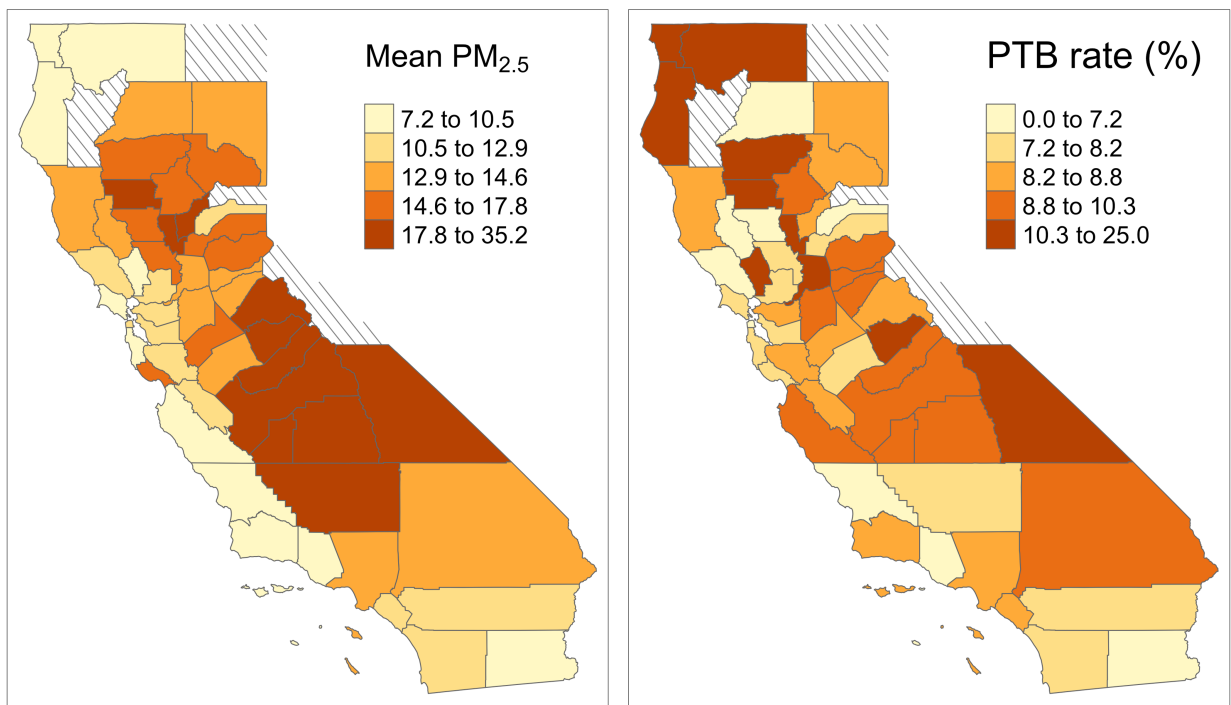 Mean PM₂.₅
7.2 to 10.5
10.5 to 12.9
12.9 to 14.6
14.6 to 17.8
17.8 to 35.2
PTB rate (%)
0.0 to 7.2
7.2 to 8.2
8.2 to 8.8
8.8 to 10.3
10.3 to 25.0